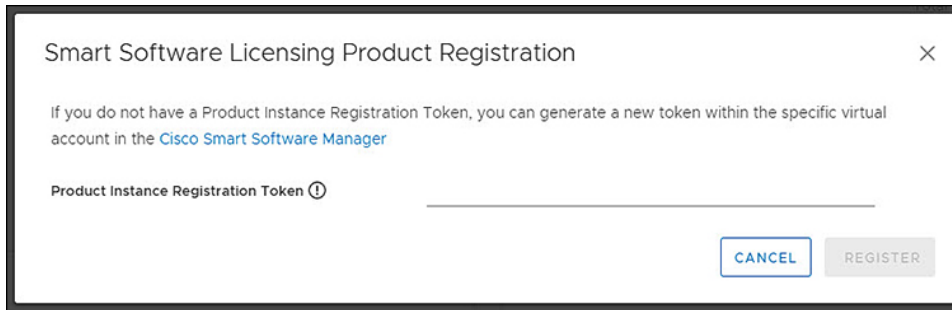 Smart Software Licensing Product Registration
If you do not have a Product Instance Registration Token, you can generate a new token within the specific virtual
account in the Cisco Smart Software Manager
Product Instance Registration Token
CANCEL
REGISTER